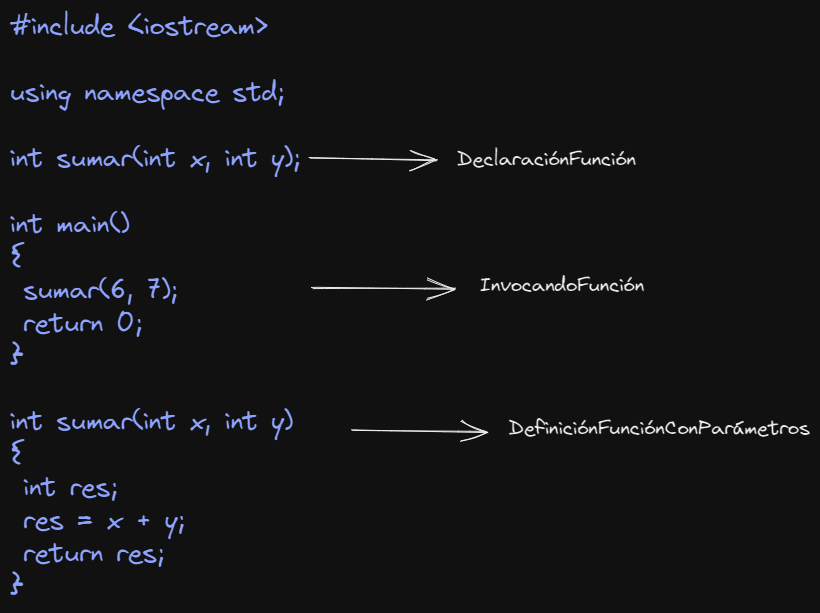 #include <iostream>
using namespace std;
int sumar(int x, int y); DeclaraciónFunción
int main()
{
sumar(6, 7); InvocandoFunción
return 0;
}
int sumar(int x, int y) DefiniciónFunciónConParámetros
{
int res;
res = x + y;
return res;
}